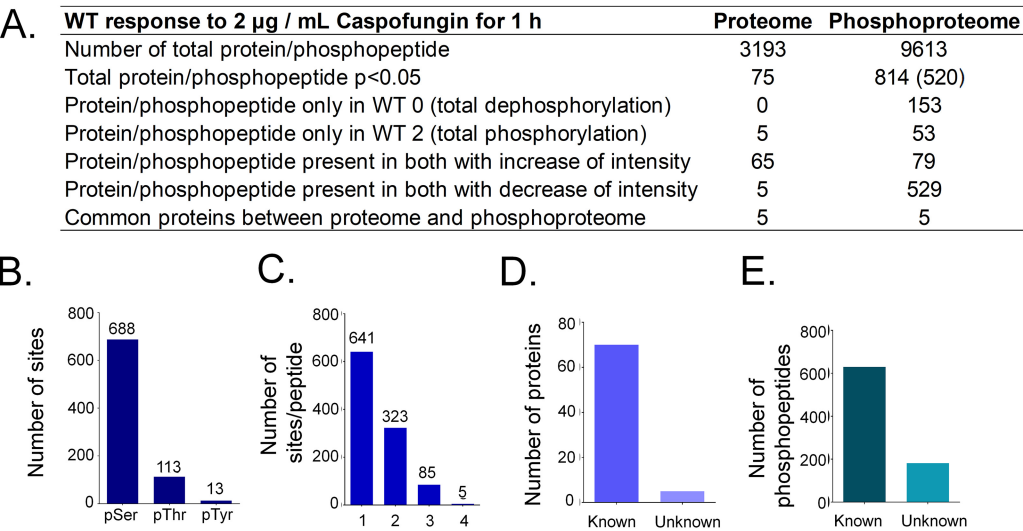 A.
WT response to 2 µg / mL Caspofungin for 1 h Proteome Phosphoproteome
Number of total protein/phosphopeptide 3193 9613
Total protein/phosphopeptide p<0.05 75 814 (520)
Protein/phosphopeptide only in WT 0 (total dephosphorylation) 0 153
Protein/phosphopeptide only in WT 2 (total phosphorylation) 5 53
Protein/phosphopeptide present in both with increase of intensity 65 79
Protein/phosphopeptide present in both with decrease of intensity 5 529
Common proteins between proteome and phosphoproteome 5 5
B.
Number of sites
800
600
400
200
0
688
113
13
pSer pThr pTyr
C.
Number of
sites/peptide
800
600
400
200
0
641
323
85
5
1 2 3 4
D.
Number of proteins
80
60
40
20
0
Known Unknown
E.
Number of
phosphopeptides
800
600
400
200
0
Known Unknown